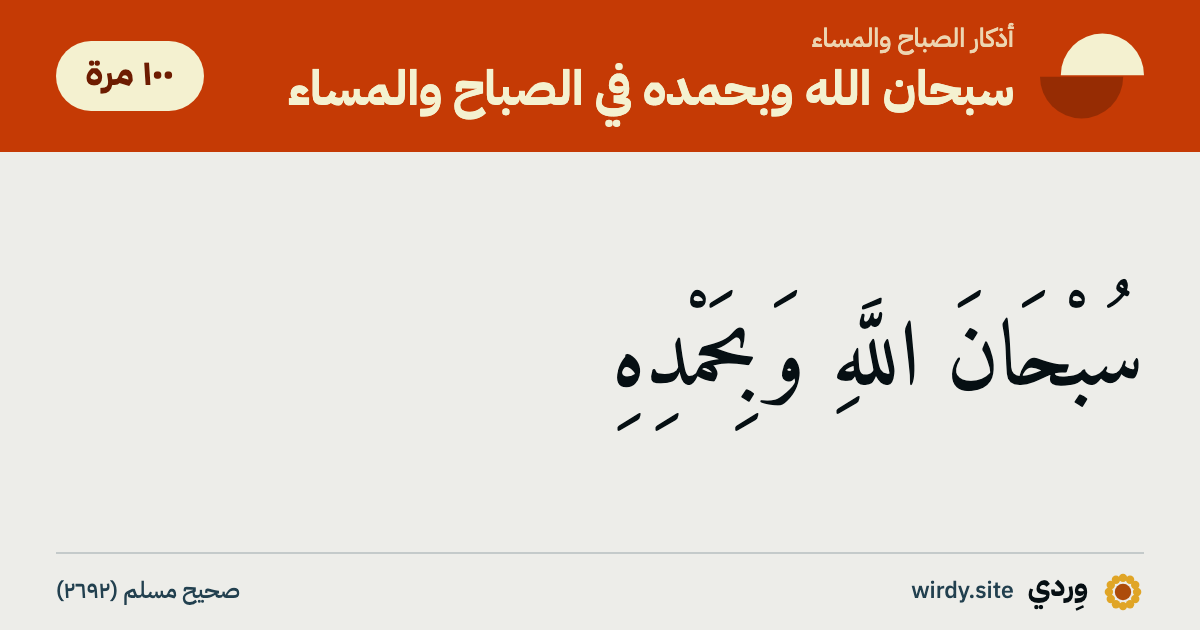 أذكار الصباح والمساء
سبحان الله وبحمده في الصباح والمساء
١٠٠ مرة
سُبْحَانَ اللَّهِ وَبِحَمْدِهِ
وِردي wirdy.site
صحيح مسلم (٢٦٩٢)